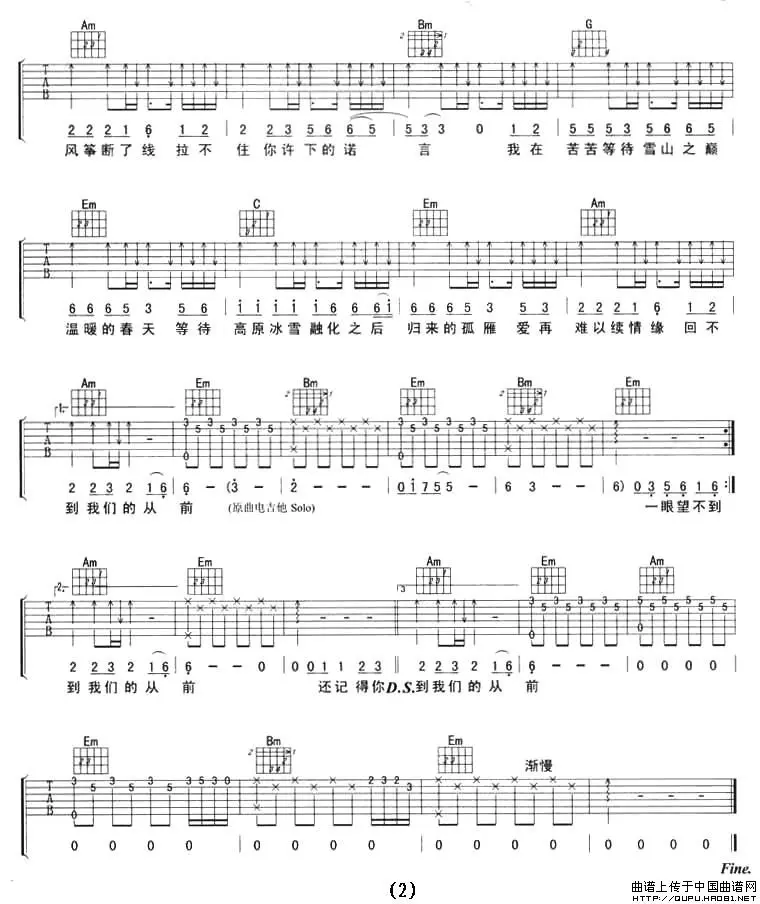 Am Bm G
2 2 2 1 6 1 2 2 2 3 5 6 6 5 5 3 3 0 1 2 5 5 5 3 5 6 6 5
风筝断了线 拉不 住你许下的诺 言 我在 苦苦等待雪山之巅
Em C Em Am
6 6 6 5 3 5 6 i i i i i 6 6 i 6 6 6 5 3 5 3 2 2 2 1 6 1 2
温暖的春天 等待 高原冰雪融化之后 归来的孤雁 爱再 难以续情缘 回不
Am Em Bm Em Bm Em
1.
2 2 3 2 1 6 6 - (3 - 2 - - - 0 i 7 5 5 - 6 3 - - 6) 0 3 5 6 1 6
到我们的从 前 (原曲电吉他 Solo) 一眼望不到
Am Em Am Em Am
2. 3
2 2 3 2 1 6 6 - - 0 0 0 1 1 2 2 2 3 2 1 6 6 - - - 0 0 0 0
到我们的从 前 还记得你 D.S. 到我们的从 前
Em Bm Em 渐慢
0 0 0 0 0 0 0 0 0 0 0 0 0 0 0 0
Fine.
(2)
曲谱上传于中国曲谱网
HTTP://QUPU.HAO81.NET